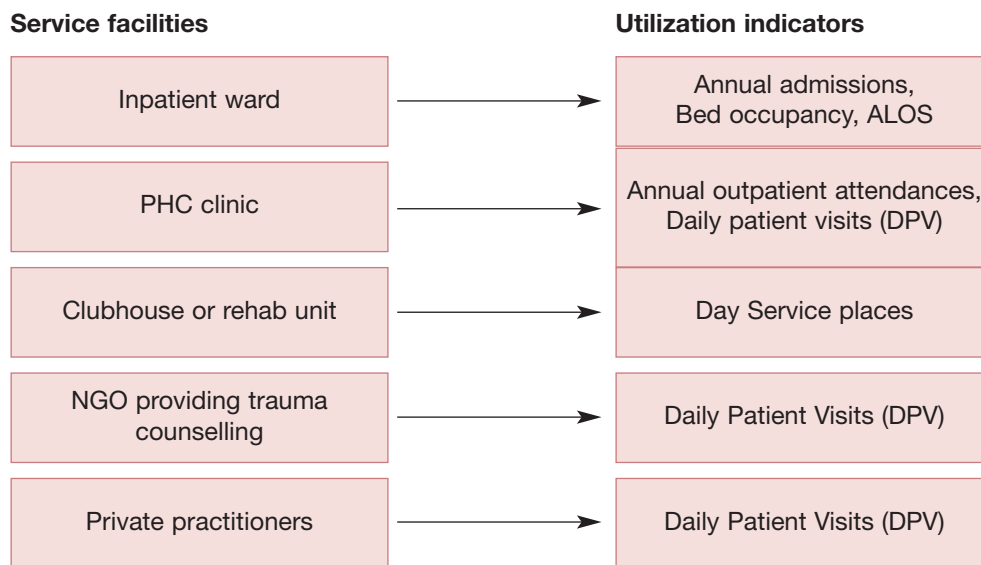 Service facilities
Utilization indicators
Inpatient ward
Annual admissions,
Bed occupancy, ALOS
PHC clinic
Annual outpatient attendances,
Daily patient visits (DPV)
Clubhouse or rehab unit
Day Service places
NGO providing trauma
counselling
Daily Patient Visits (DPV)
Private practitioners
Daily Patient Visits (DPV)